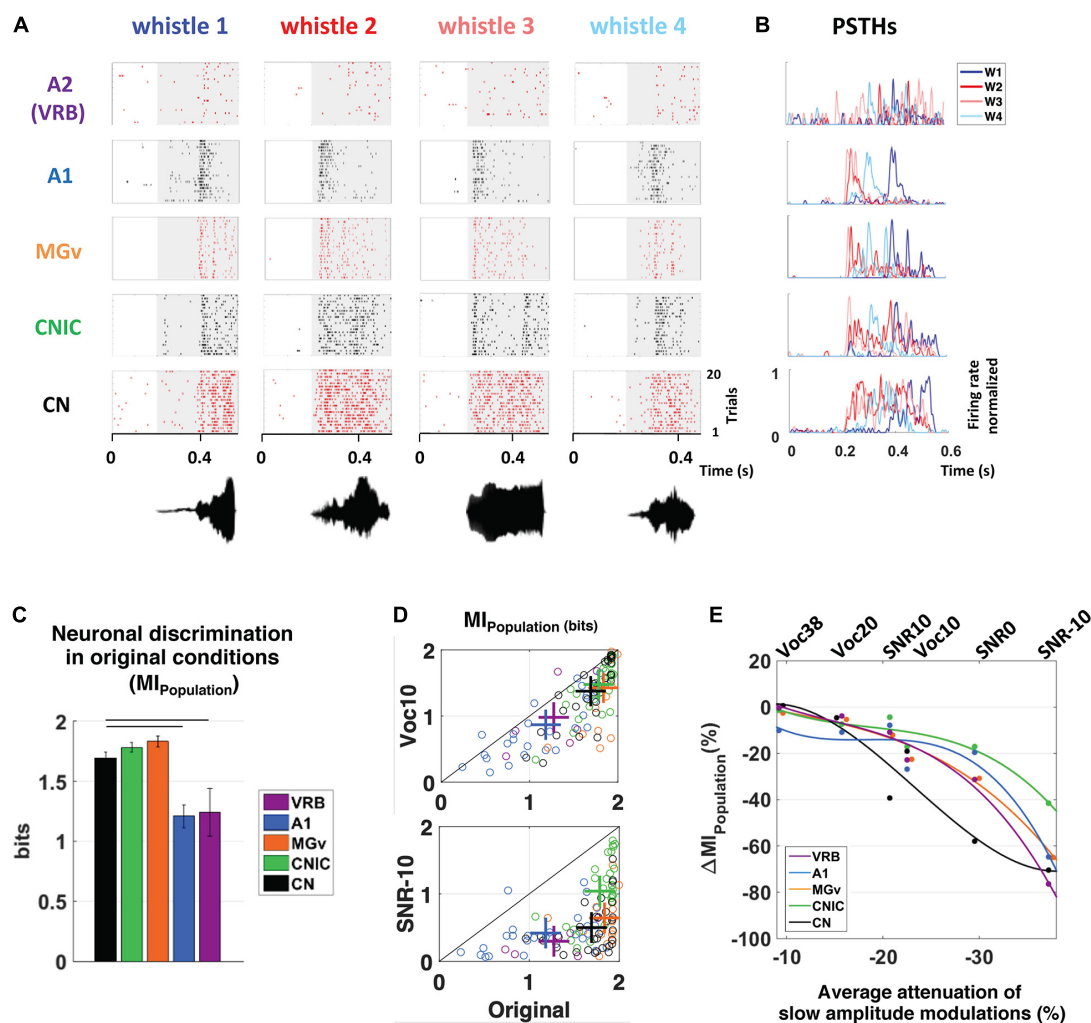 A
whistle 1
whistle 2
whistle 3
whistle 4
B
PSTHs
A2
(VRB)
W1
W2
W3
W4
A1
MGv
CNIC
CN
20
Trials
1
1
0
Firing rate
normalized
0
0.4
0
0.4
0
0.4
0
0.4
Time (s)
0
0.2
0.4
0.6
Time (s)
C
Neuronal discrimination
in original conditions
(MIPopulation)
2
1.5
1
0.5
0
bits
VRB
A1
MGv
CNIC
CN
D
MIPopulation (bits)
2
1
0
Voc10
0
1
2
2
1
0
SNR-10
0
1
2
Original
E
Voc38
Voc20
SNR10
Voc10
SNR0
SNR-10
20
0
-20
-40
-60
-80
-100
ΔMIPopulation(%)
VRB
A1
MGv
CNIC
CN
-10
-20
-30
Average attenuation of
slow amplitude modulations (%)